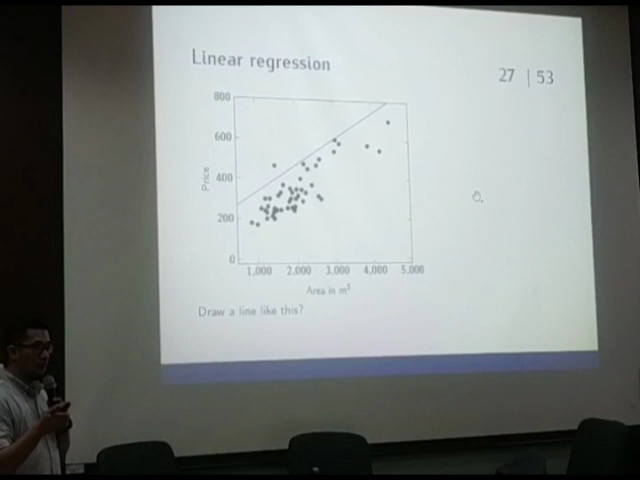 Linear regression
27 | 53
800
600
400
200
0
Price
1,000 2,000 3,000 4,000 5,000
Area in m²
Draw a line like this?